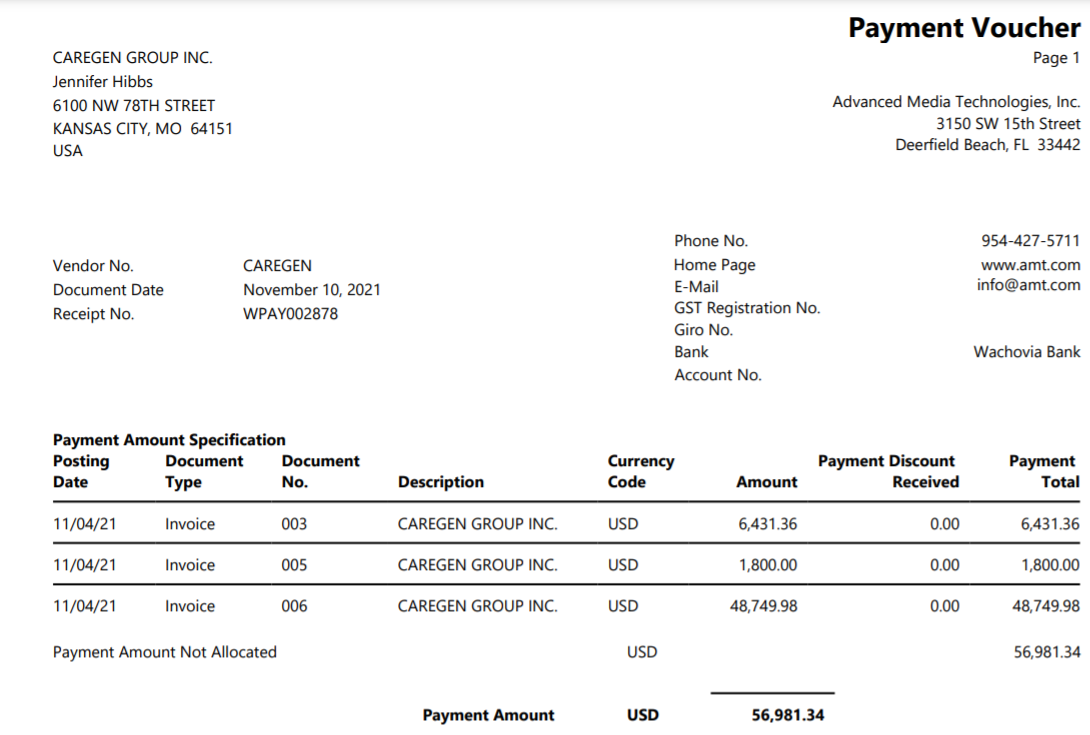 Payment Voucher
Page 1
CAREGEN GROUP INC.
Jennifer Hibbs
6100 NW 78TH STREET
KANSAS CITY, MO 64151
USA
Advanced Media Technologies, Inc.
3150 SW 15th Street
Deerfield Beach, FL 33442
Vendor No. CAREGEN
Document Date November 10, 2021
Receipt No. WPAY002878
Phone No. 954-427-5711
Home Page www.amt.com
E-Mail info@amt.com
GST Registration No.
Giro No.
Bank Wachovia Bank
Account No.
Payment Amount Specification
Posting Document Document Currency Payment Discount Payment
Date Type No. Description Code Amount Received Total
11/04/21 Invoice 003 CAREGEN GROUP INC. USD 6,431.36 0.00 6,431.36
11/04/21 Invoice 005 CAREGEN GROUP INC. USD 1,800.00 0.00 1,800.00
11/04/21 Invoice 006 CAREGEN GROUP INC. USD 48,749.98 0.00 48,749.98
Payment Amount Not Allocated USD 56,981.34
Payment Amount USD 56,981.34